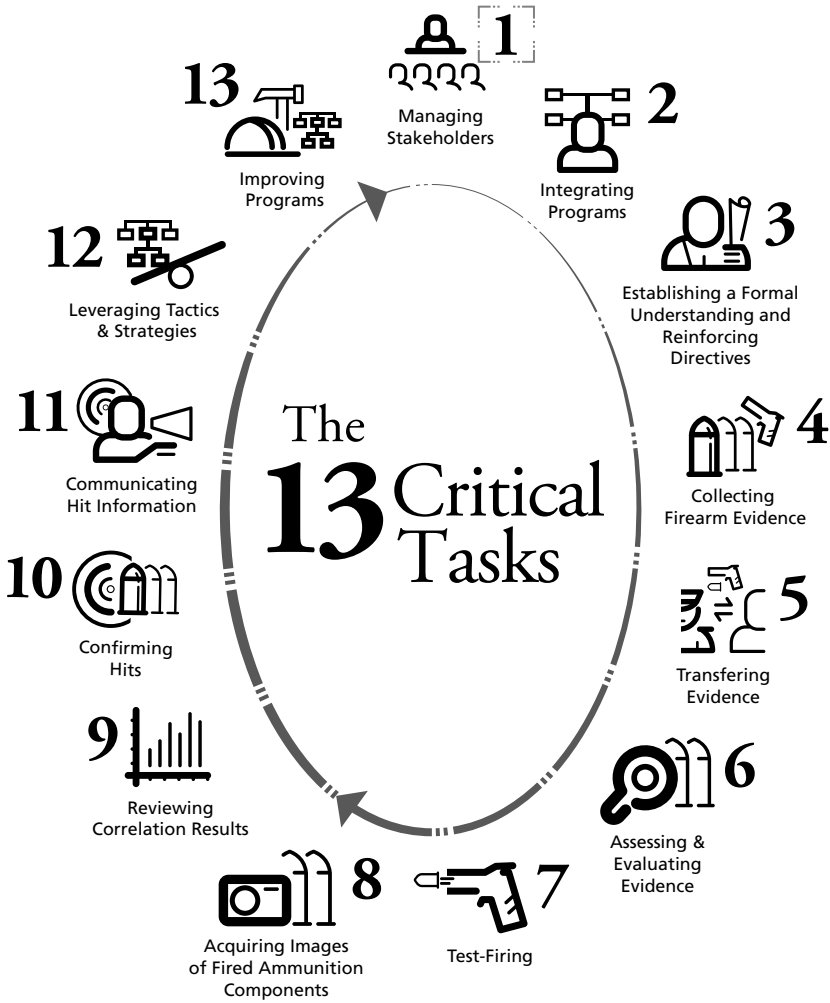 1
Managing
Stakeholders
2
Integrating
Programs
3
Establishing a Formal
Understanding and
Reinforcing
Directives
4
Collecting
Firearm Evidence
5
Transfering
Evidence
6
Assessing &
Evaluating
Evidence
7
Test-Firing
8
Acquiring Images
of Fired Ammunition
Components
9
Reviewing
Correlation Results
10
Confirming
Hits
11
Communicating
Hit Information
12
Leveraging Tactics
& Strategies
13
Improving
Programs
The
13 Critical
Tasks